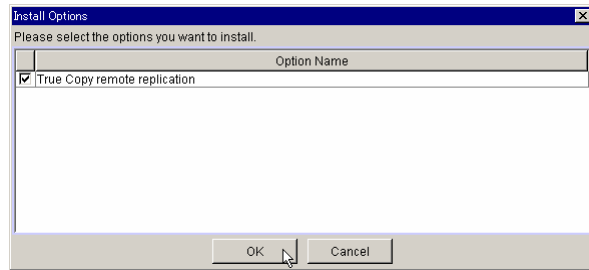 Install Options
Please select the options you want to install.
Option Name
True Copy remote replication
OK
Cancel